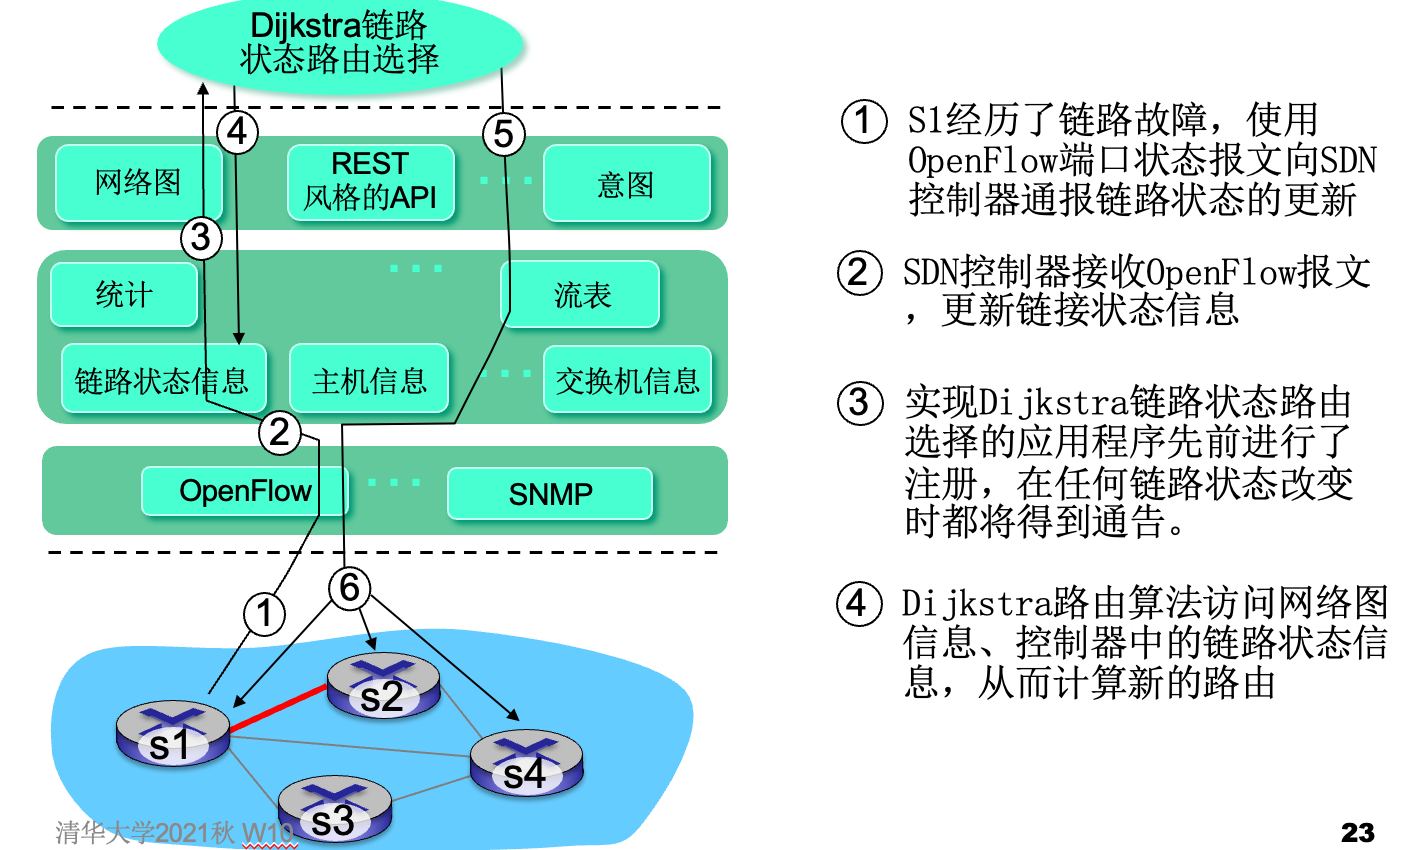 Dijkstra链路
状态路由选择
4
5
网络图
REST
风格的API
意图
3
统计
流表
链路状态信息
主机信息
交换机信息
2
OpenFlow
SNMP
6
1
s2
s1
s4
s3
清华大学2021秋 W10
1 S1经历了链路故障，使用
OpenFlow端口状态报文向SDN
控制器通报链路状态的更新
2 SDN控制器接收OpenFlow报文
，更新链接状态信息
3 实现Dijkstra链路状态路由
选择的应用程序先前进行了
注册，在任何链路状态改变
时都将得到通告。
4 Dijkstra路由算法访问网络图
信息、控制器中的链路状态信
息，从而计算新的路由
23